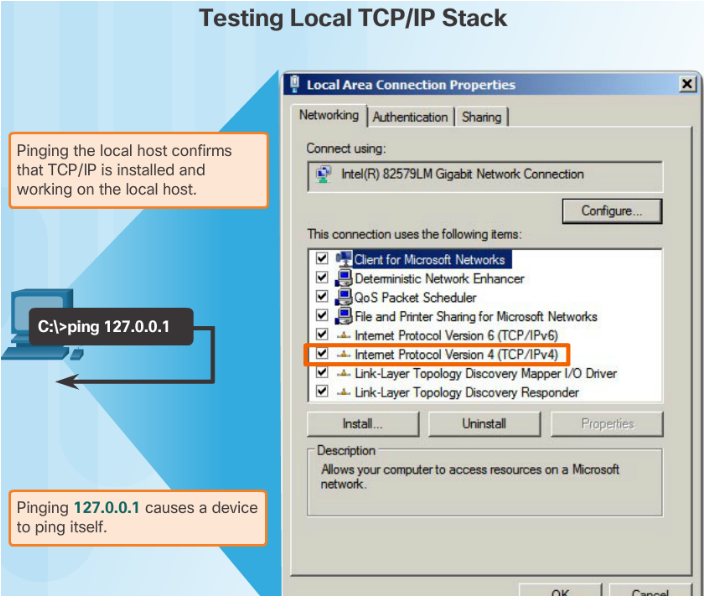 Testing Local TCP/IP Stack
Pinging the local host confirms
that TCP/IP is installed and
working on the local host.
C:\>ping 127.0.0.1
Pinging 127.0.0.1 causes a device
to ping itself.
Local Area Connection Properties
Networking Authentication Sharing
Connect using:
Intel(R) 82579LM Gigabit Network Connection
Configure...
This connection uses the following items:
Client for Microsoft Networks
Deterministic Network Enhancer
QoS Packet Scheduler
File and Printer Sharing for Microsoft Networks
Internet Protocol Version 6 (TCP/IPv6)
Internet Protocol Version 4 (TCP/IPv4)
Link-Layer Topology Discovery Mapper I/O Driver
Link-Layer Topology Discovery Responder
Install... Uninstall Properties
Description
Allows your computer to access resources on a Microsoft
network.
OK Cancel